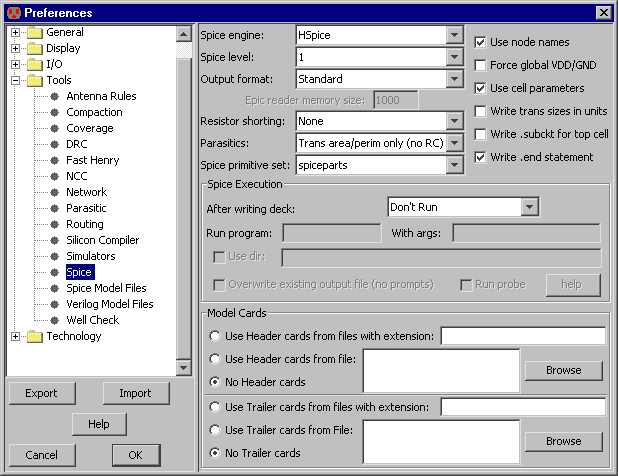 Preferences
General
Display
I/O
Tools
Antenna Rules
Compaction
Coverage
DRC
Fast Henry
NCC
Network
Parasitic
Routing
Silicon Compiler
Simulators
Spice
Spice Model Files
Verilog Model Files
Well Check
Technology
Export Import
Help
Cancel OK
Spice engine: HSpice
Spice level: 1
Output format: Standard
Epic reader memory size: 1000
Resistor shorting: None
Parasitics: Trans area/perim only (no RC)
Spice primitive set: spiceparts
Use node names
Force global VDD/GND
Use cell parameters
Write trans sizes in units
Write .subckt for top cell
Write .end statement
Spice Execution
After writing deck: Don't Run
Run program: With args:
Use dir:
Overwrite existing output file (no prompts) Run probe help
Model Cards
Use Header cards from files with extension:
Use Header cards from file: Browse
No Header cards
Use Trailer cards from files with extension:
Use Trailer cards from File: Browse
No Trailer cards